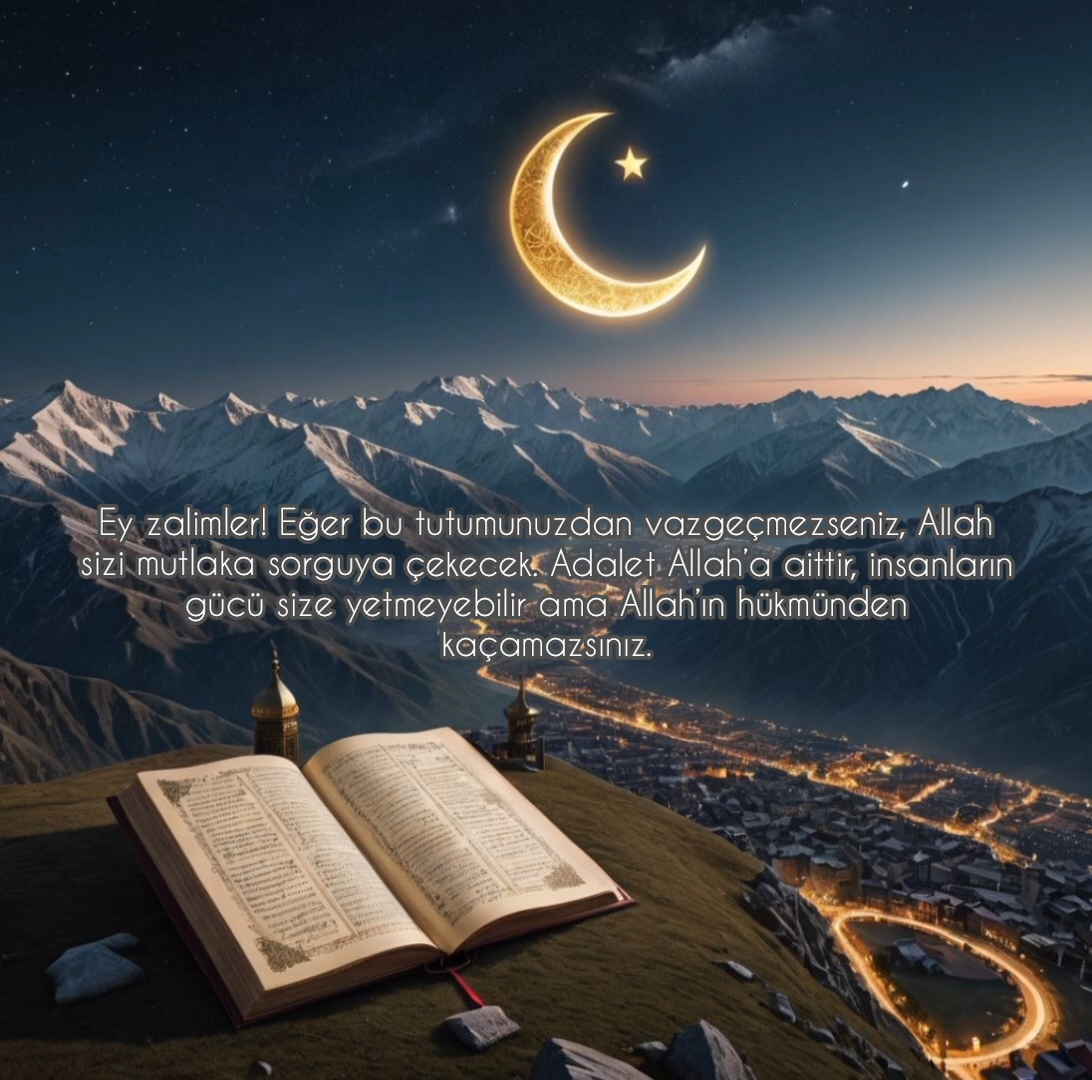 Ey zalimler! Eğer bu tutumunuzdan vazgeçmezseniz, Allah
sizi mutlaka sorguya çekecek. Adalet Allah'a aittir, insanların
gücü size yetmeyebilir ama Allah'ın hükmünden
kaçamazsınız.